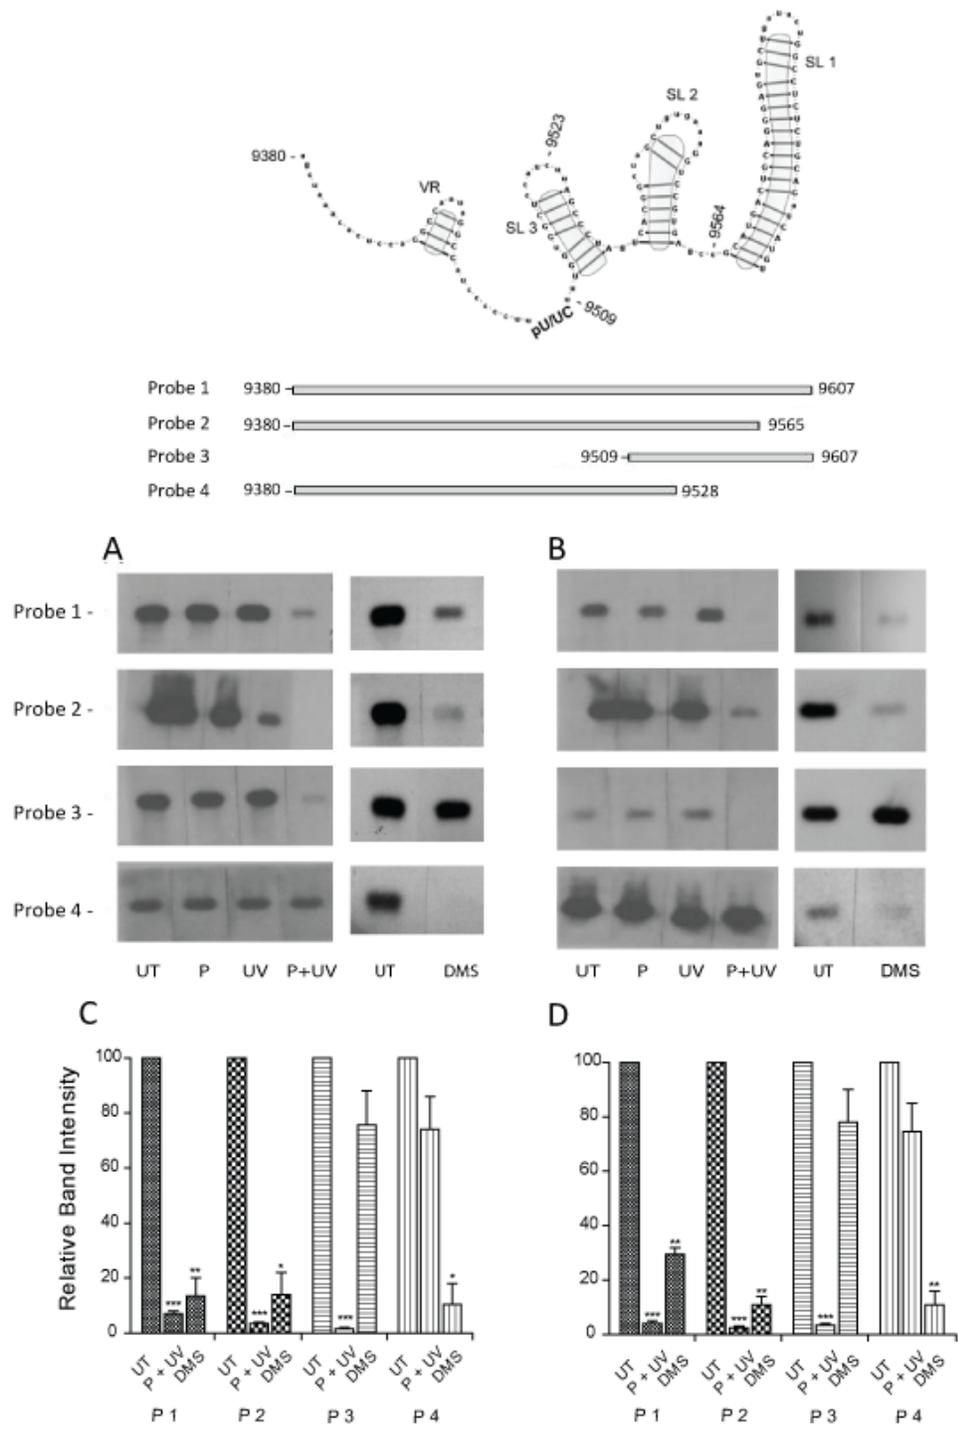 SL 1
SL 2
9523
9380
VR
SL 3
9564
9509
pU/UC
Probe 1 9380 9607
Probe 2 9380 9565
Probe 3 9509 9607
Probe 4 9380 9528
A B
Probe 1 -
Probe 2 -
Probe 3 -
Probe 4 -
UT P UV P+UV UT DMS UT P UV P+UV UT DMS
C D
Relative Band Intensity
100
80
60
40
20
0
*** ** *** * *** *
UT P + UV DMS UT P + UV DMS UT P + UV DMS UT P + UV DMS
P 1 P 2 P 3 P 4
100
80
60
40
20
0
*** ** *** ** *** **
UT P + UV DMS UT P + UV DMS UT P + UV DMS UT P + UV DMS
P 1 P 2 P 3 P 4